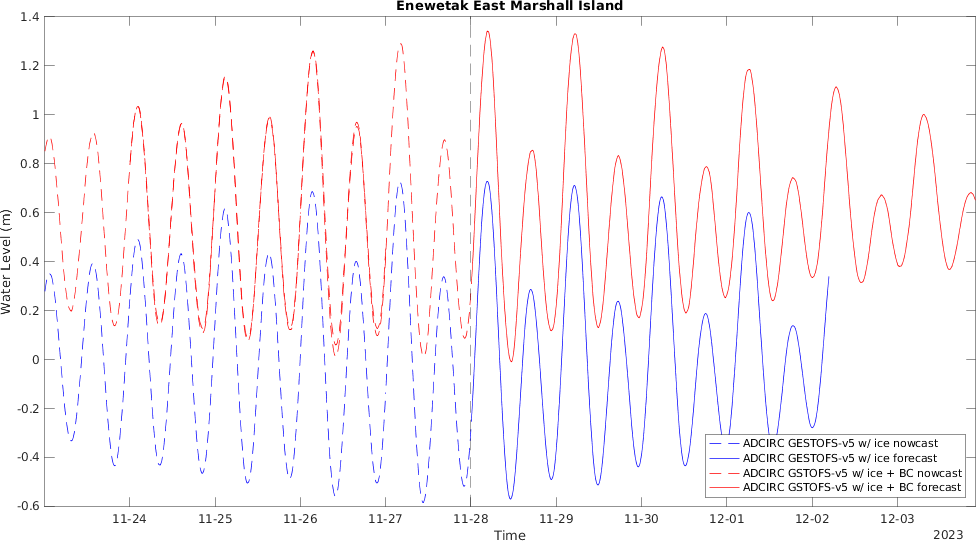 Enewetak East Marshall Island
1.4
1.2
1
0.8
0.6
0.4
0.2
0
-0.2
-0.4
-0.6
Water Level (m)
ADCIRC GESTOFS-v5 w/ ice nowcast
ADCIRC GESTOFS-v5 w/ ice forecast
ADCIRC GSTOFS-v5 w/ ice + BC nowcast
ADCIRC GSTOFS-v5 w/ ice + BC forecast
11-24 11-25 11-26 11-27 11-28 11-29 11-30 12-01 12-02 12-03
Time
2023